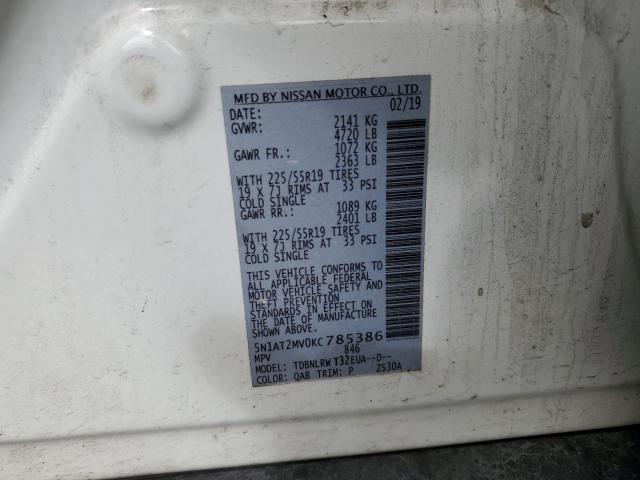 MFD BY NISSAN MOTOR CO., LTD.
DATE: 02/19
GVWR: 2141 KG
4720 LB
GAWR FR.: 1072 KG
2363 LB
WITH 225/55R19 TIRES
19 X 7J RIMS AT 33 PSI
COLD SINGLE
GAWR RR.: 1089 KG
2401 LB
WITH 225/55R19 TIRES
19 X 7J RIMS AT 33 PSI
COLD SINGLE
THIS VEHICLE CONFORMS TO
ALL APPLICABLE FEDERAL
MOTOR VEHICLE SAFETY AND
THEFT PREVENTION
STANDARDS IN EFFECT ON
THE DATE OF MANUFACTURE
SHOWN ABOVE.
5N1AT2MV0KC785386
MPV 846
MODEL: TDBNLRWT32EUA--D--
COLOR: QAB TRIM: P ZS30A